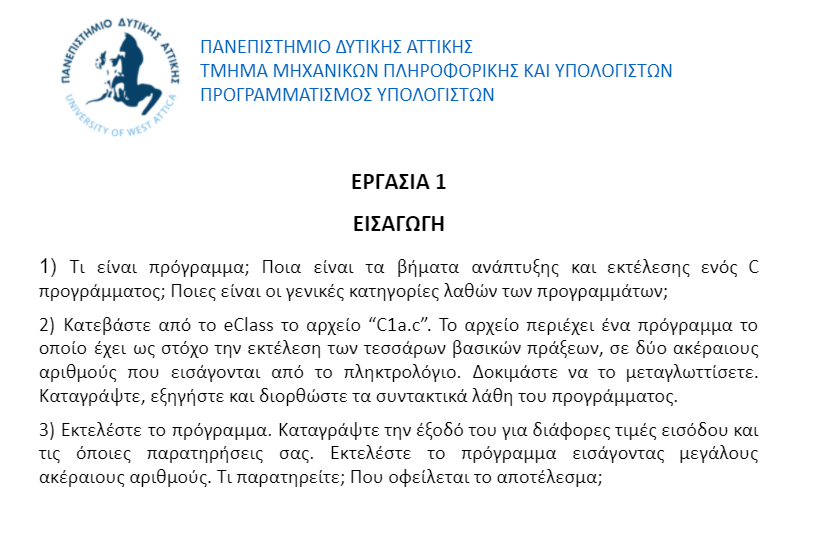 ΠΑΝΕΠΙΣΤΗΜΙΟ ΔΥΤΙΚΗΣ ΑΤΤΙΚΗΣ
UNIVERSITY OF WEST ATTICA
ΠΑΝΕΠΙΣΤΗΜΙΟ ΔΥΤΙΚΗΣ ΑΤΤΙΚΗΣ
ΤΜΗΜΑ ΜΗΧΑΝΙΚΩΝ ΠΛΗΡΟΦΟΡΙΚΗΣ ΚΑΙ ΥΠΟΛΟΓΙΣΤΩΝ
ΠΡΟΓΡΑΜΜΑΤΙΣΜΟΣ ΥΠΟΛΟΓΙΣΤΩΝ
ΕΡΓΑΣΙΑ 1
ΕΙΣΑΓΩΓΗ
1) Τι είναι πρόγραμμα; Ποια είναι τα βήματα ανάπτυξης και εκτέλεσης ενός C
προγράμματος; Ποιες είναι οι γενικές κατηγορίες λαθών των προγραμμάτων;
2) Κατεβάστε από το eClass το αρχείο “C1a.c”. Το αρχείο περιέχει ένα πρόγραμμα το
οποίο έχει ως στόχο την εκτέλεση των τεσσάρων βασικών πράξεων, σε δύο ακέραιους
αριθμούς που εισάγονται από το πληκτρολόγιο. Δοκιμάστε να το μεταγλωττίσετε.
Καταγράψτε, εξηγήστε και διορθώστε τα συντακτικά λάθη του προγράμματος.
3) Εκτελέστε το πρόγραμμα. Καταγράψτε την έξοδό του για διάφορες τιμές εισόδου και
τις όποιες παρατηρήσεις σας. Εκτελέστε το πρόγραμμα εισάγοντας μεγάλους
ακέραιους αριθμούς. Τι παρατηρείτε; Που οφείλεται το αποτέλεσμα;